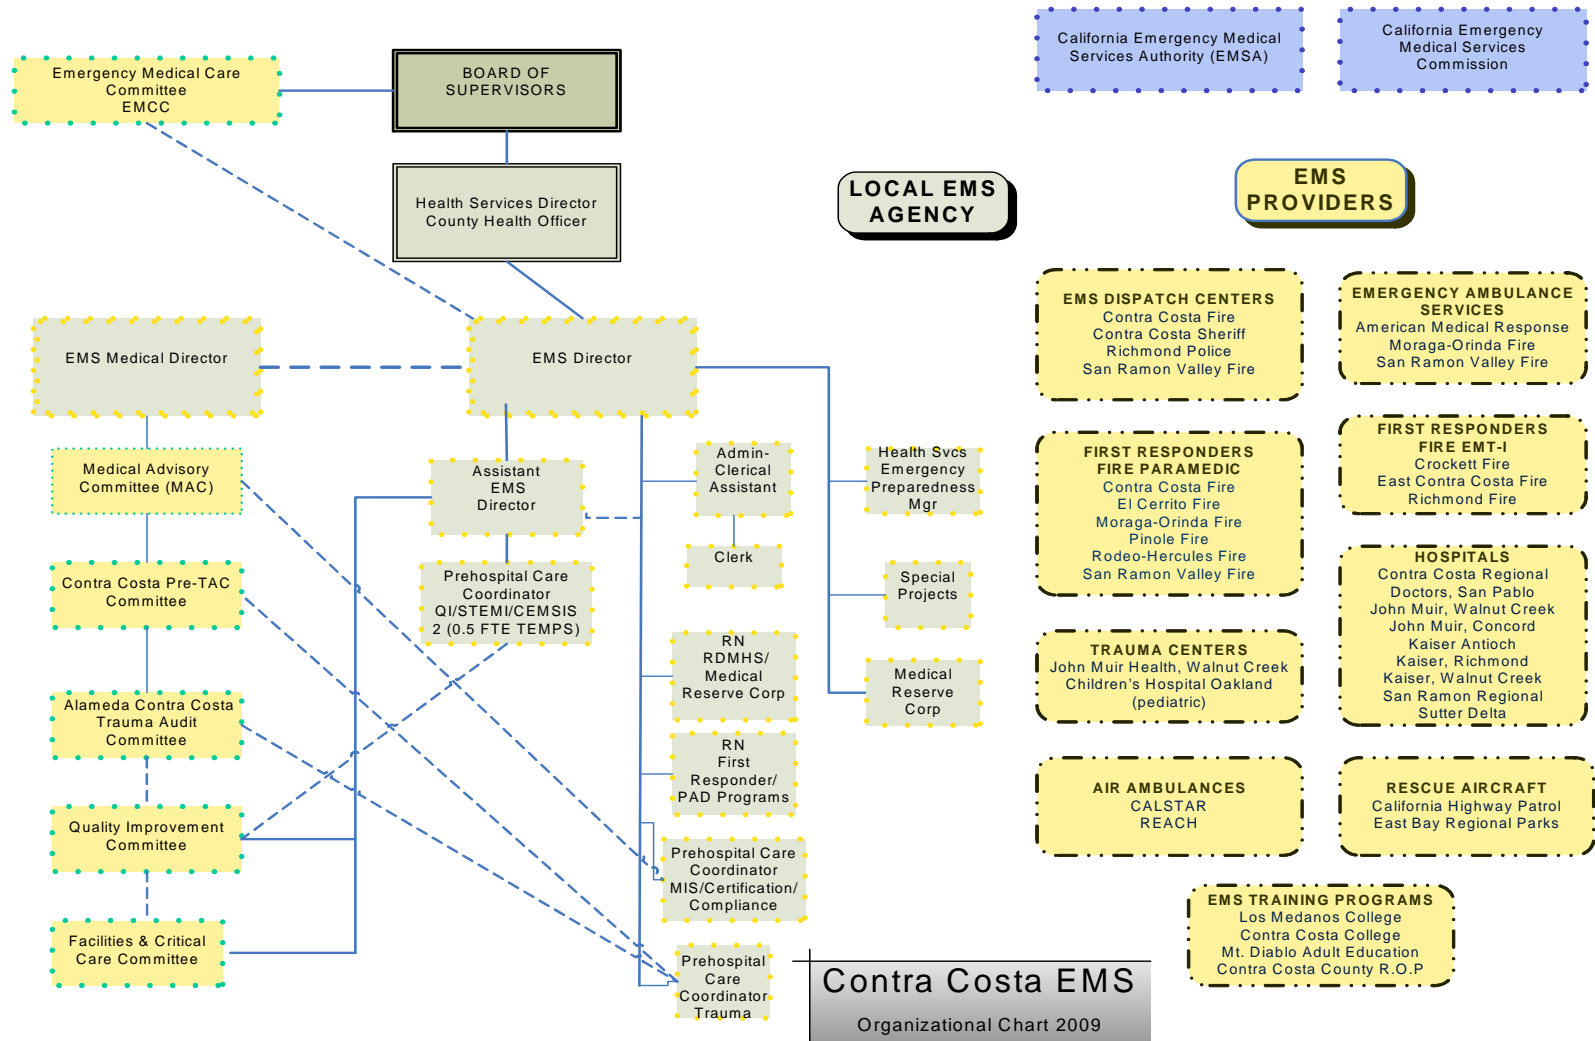 California Emergency Medical
Services Authority (EMSA)
California Emergency
Medical Services
Commission
Emergency Medical Care
Committee
EMCC
BOARD OF
SUPERVISORS
Health Services Director
County Health Officer
LOCAL EMS
AGENCY
EMS
PROVIDERS
EMS Medical Director
EMS Director
EMS DISPATCH CENTERS
Contra Costa Fire
Contra Costa Sheriff
Richmond Police
San Ramon Valley Fire
EMERGENCY AMBULANCE
SERVICES
American Medical Response
Moraga-Orinda Fire
San Ramon Valley Fire
Medical Advisory
Committee (MAC)
Assistant
EMS
Director
Admin-
Clerical
Assistant
Health Svcs
Emergency
Preparedness
Mgr
FIRST RESPONDERS
FIRE PARAMEDIC
Contra Costa Fire
El Cerrito Fire
Moraga-Orinda Fire
Pinole Fire
Rodeo-Hercules Fire
San Ramon Valley Fire
FIRST RESPONDERS
FIRE EMT-I
Crockett Fire
East Contra Costa Fire
Richmond Fire
Contra Costa Pre-TAC
Committee
Prehospital Care
Coordinator
QI/STEMI/CEMSIS
2 (0.5 FTE TEMPS)
Clerk
Special
Projects
HOSPITALS
Contra Costa Regional
Doctors, San Pablo
John Muir, Walnut Creek
John Muir, Concord
Kaiser Antioch
Kaiser, Richmond
Kaiser, Walnut Creek
San Ramon Regional
Sutter Delta
Alameda Contra Costa
Trauma Audit
Committee
RN
RDMHS/
Medical
Reserve Corp
Medical
Reserve
Corp
TRAUMA CENTERS
John Muir Health, Walnut Creek
Children's Hospital Oakland
(pediatric)
RN
First
Responder/
PAD Programs
AIR AMBULANCES
CALSTAR
REACH
RESCUE AIRCRAFT
California Highway Patrol
East Bay Regional Parks
Quality Improvement
Committee
Prehospital Care
Coordinator
MIS/Certification/
Compliance
EMS TRAINING PROGRAMS
Los Medanos College
Contra Costa College
Mt. Diablo Adult Education
Contra Costa County R.O.P
Facilities & Critical
Care Committee
Prehospital
Care
Coordinator
Trauma
Contra Costa EMS
Organizational Chart 2009